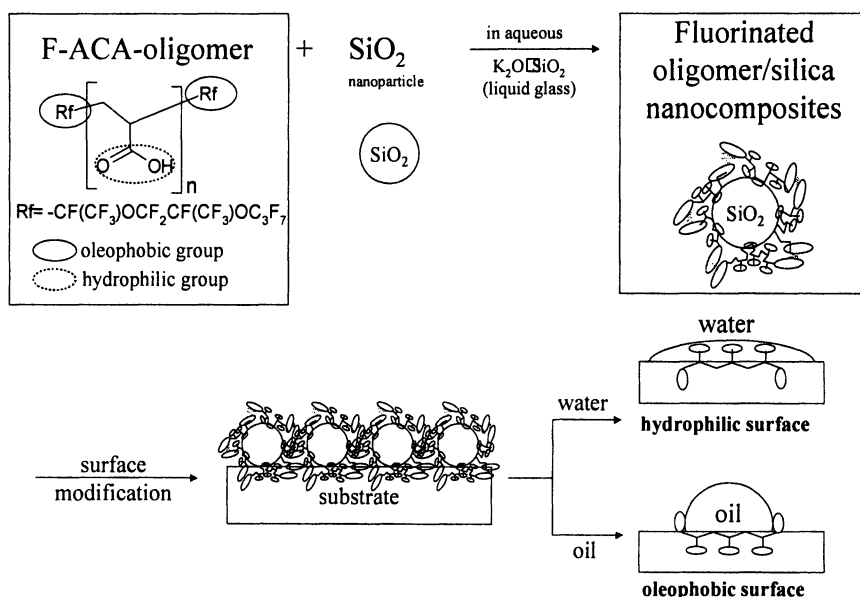 F-ACA-oligomer + SiO₂
nanoparticle
in aqueous
K₂O□SiO₂
(liquid glass)
Fluorinated
oligomer/silica
nanocomposites
Rf
Rf
O
OH
n
SiO₂
SiO₂
Rf= -CF(CF₃)OCF₂CF(CF₃)OC₃F₇
oleophobic group
hydrophilic group
water
hydrophilic surface
water
surface
modification
substrate
oil
oil
oleophobic surface